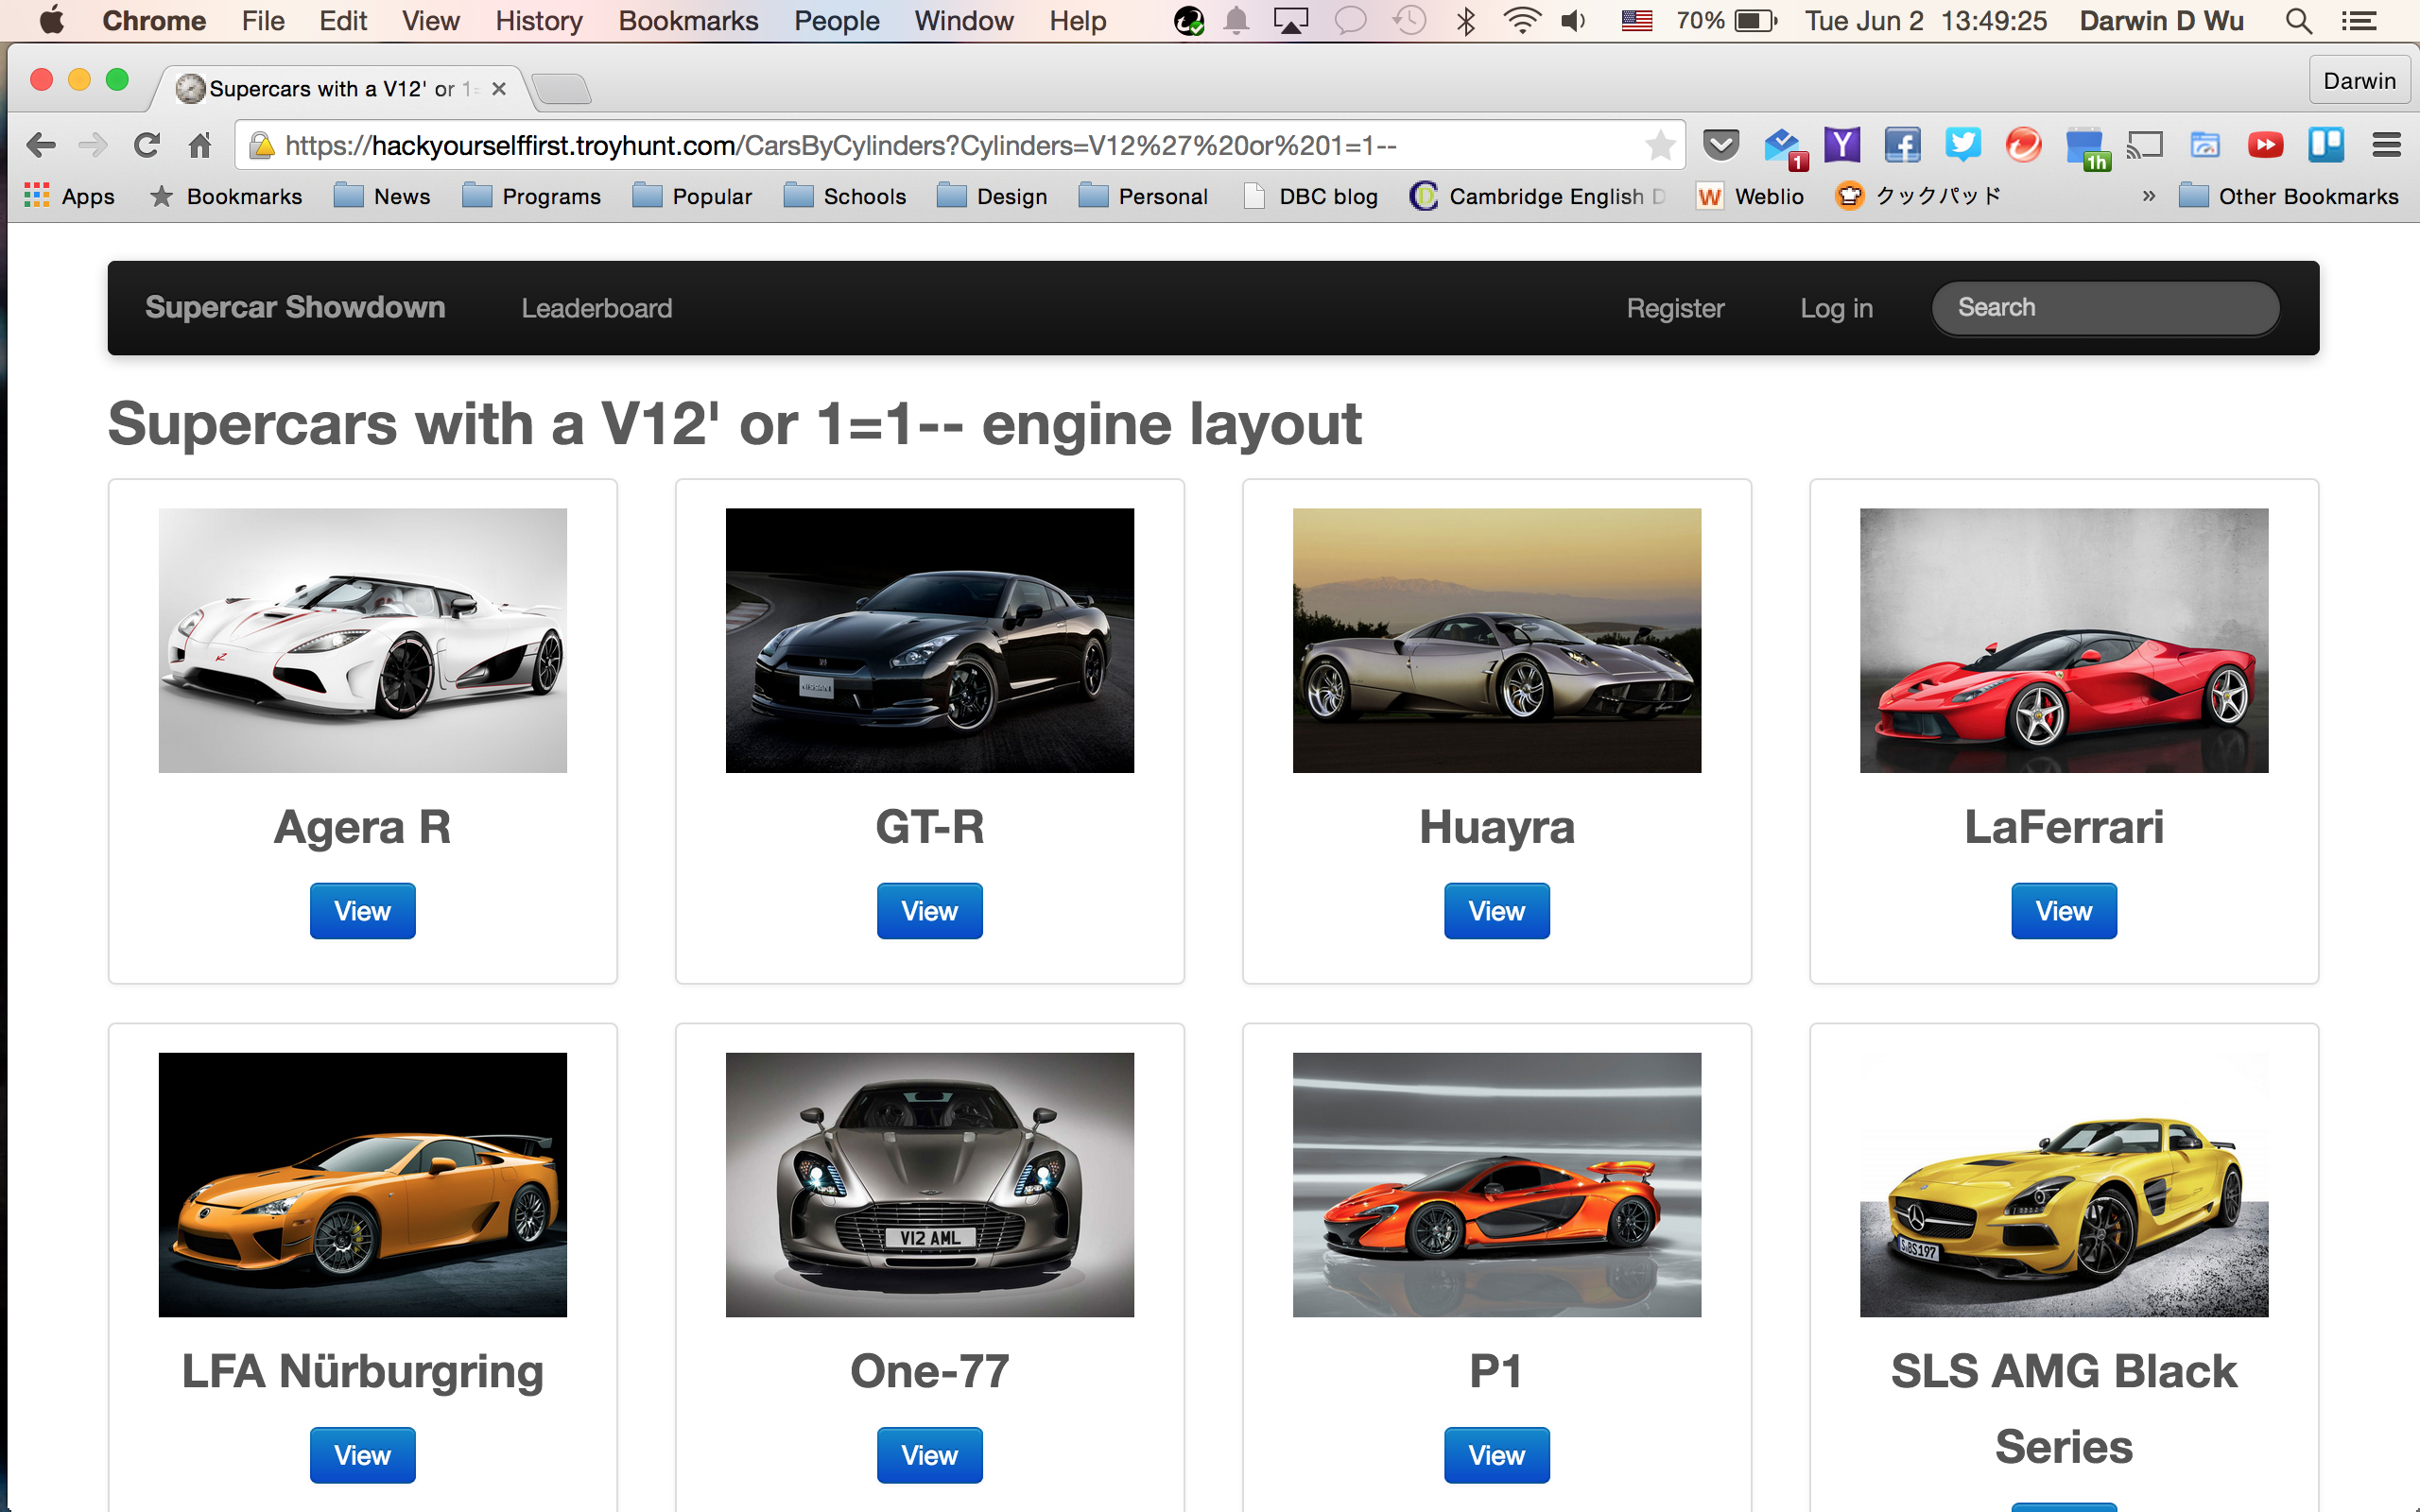 Chrome File Edit View History Bookmarks People Window Help 70% Tue Jun 2 13:49:25 Darwin D Wu
Supercars with a V12' or 1= Darwin
https://hackyourselffirst.troyhunt.com/CarsByCylinders?Cylinders=V12%27%20or%201=1-- 1 1h
Apps Bookmarks News Programs Popular Schools Design Personal DBC blog Cambridge English D Weblio クックパッド » Other Bookmarks
Supercar Showdown Leaderboard Register Log in Search
Supercars with a V12' or 1=1-- engine layout
NISSAN
Agera R GT-R Huayra LaFerrari
View View View View
V12 AML
LFA Nürburgring One-77 P1 SLS AMG Black
Series
View View View